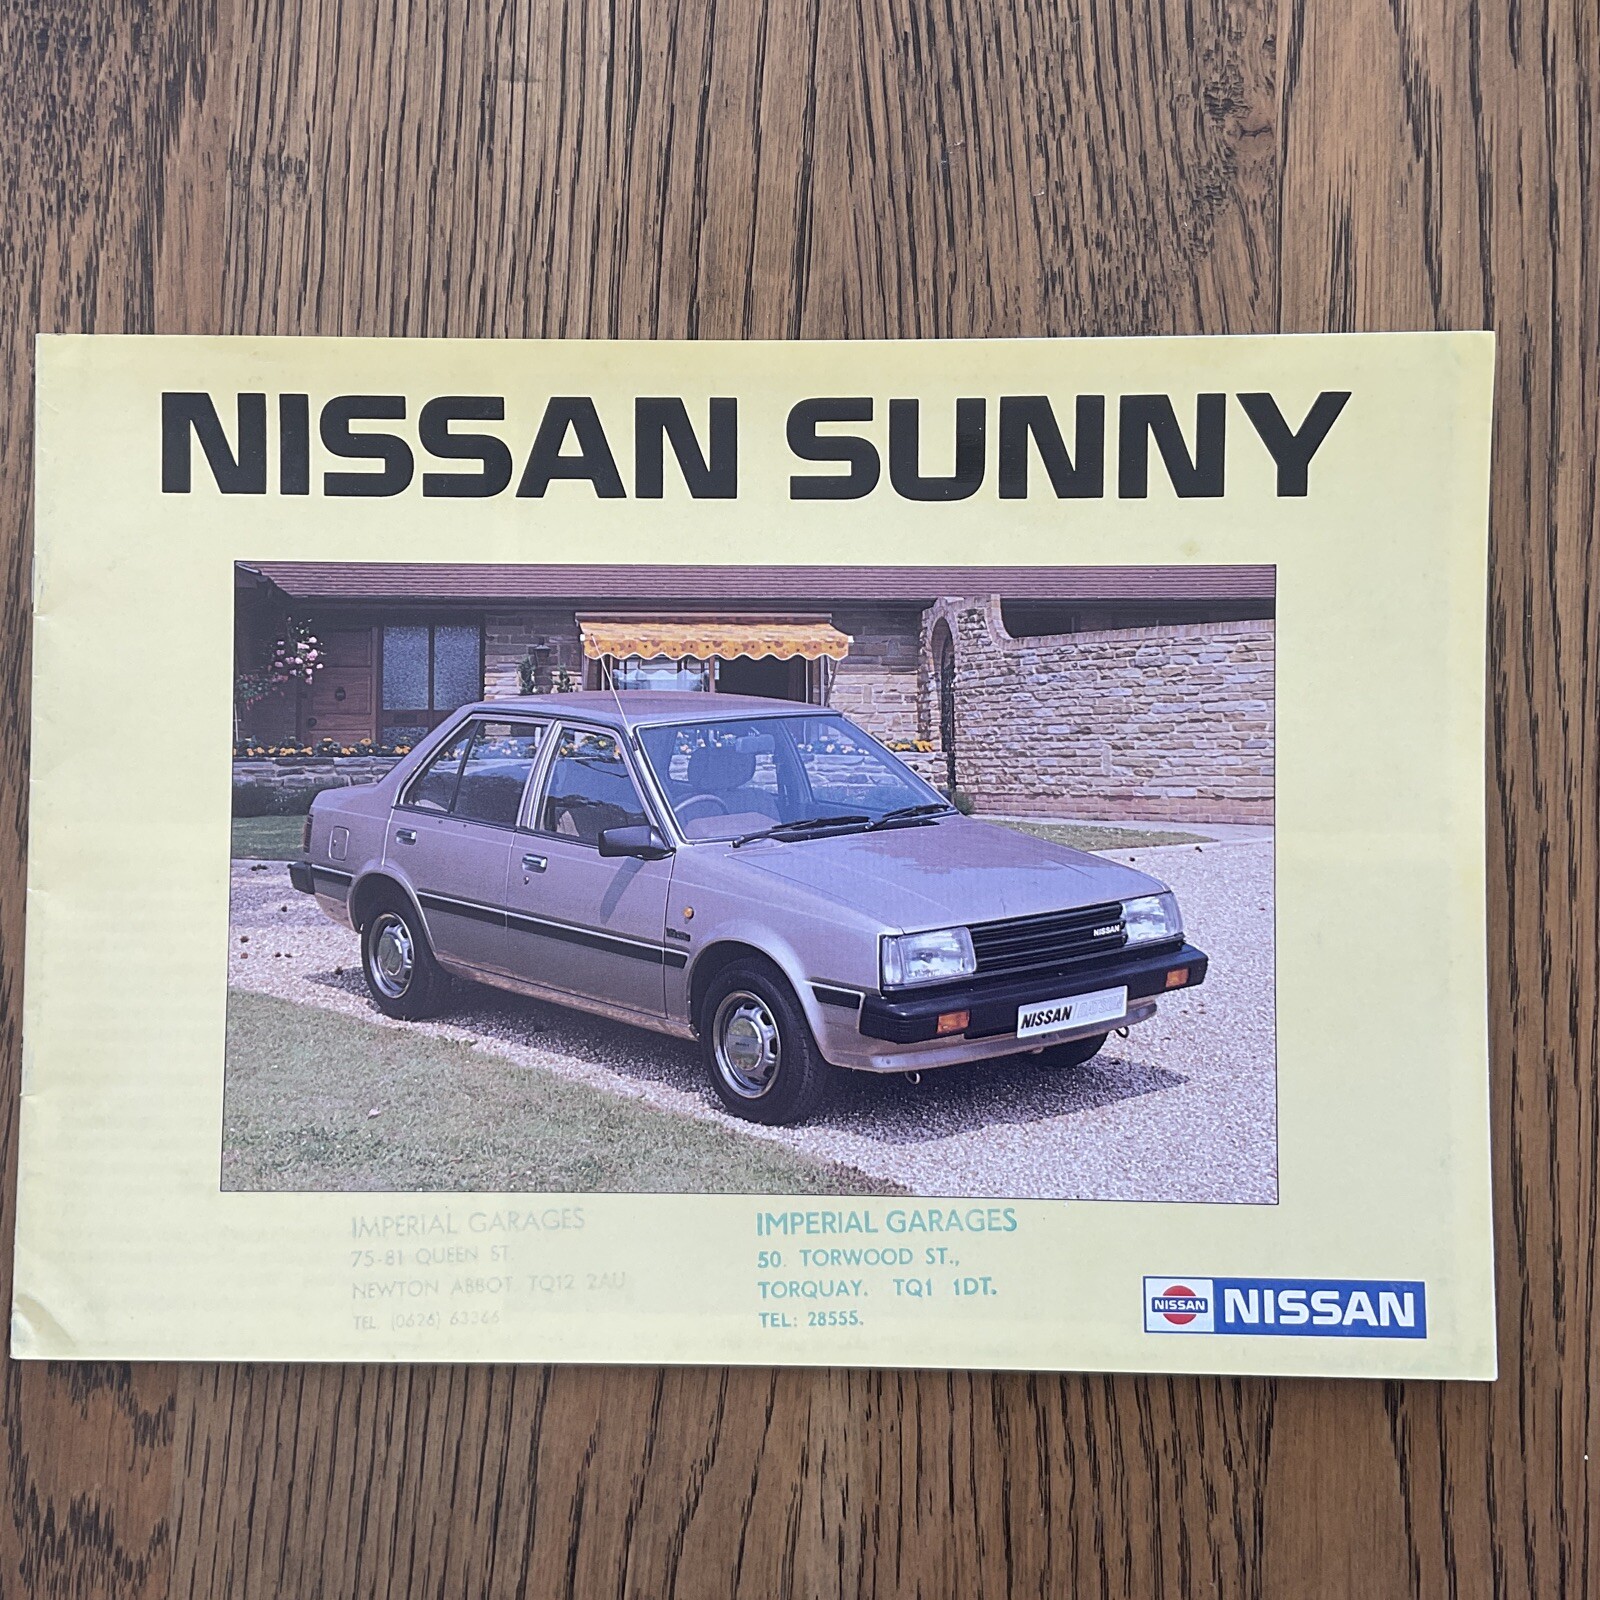 NISSAN SUNNY
NISSAN
NISSAN
IMPERIAL GARAGES
75-81 QUEEN ST.
NEWTON ABBOT TQ12 2AU
TEL (0626) 63366
IMPERIAL GARAGES
50. TORWOOD ST.,
TORQUAY. TQ1 1DT.
TEL: 28555.
NISSAN
NISSAN